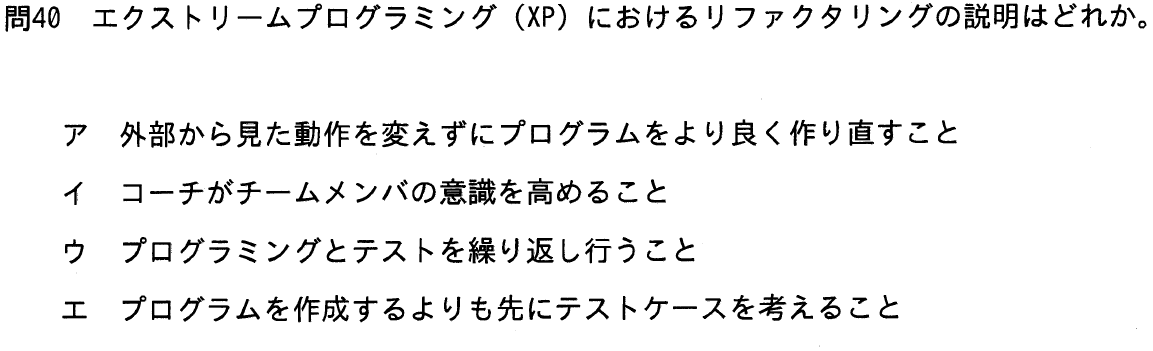 問40　エクストリームプログラミング（XP）におけるリファクタリングの説明はどれか。
ア　外部から見た動作を変えずにプログラムをより良く作り直すこと
イ　コーチがチームメンバの意識を高めること
ウ　プログラミングとテストを繰り返し行うこと
エ　プログラムを作成するよりも先にテストケースを考えること